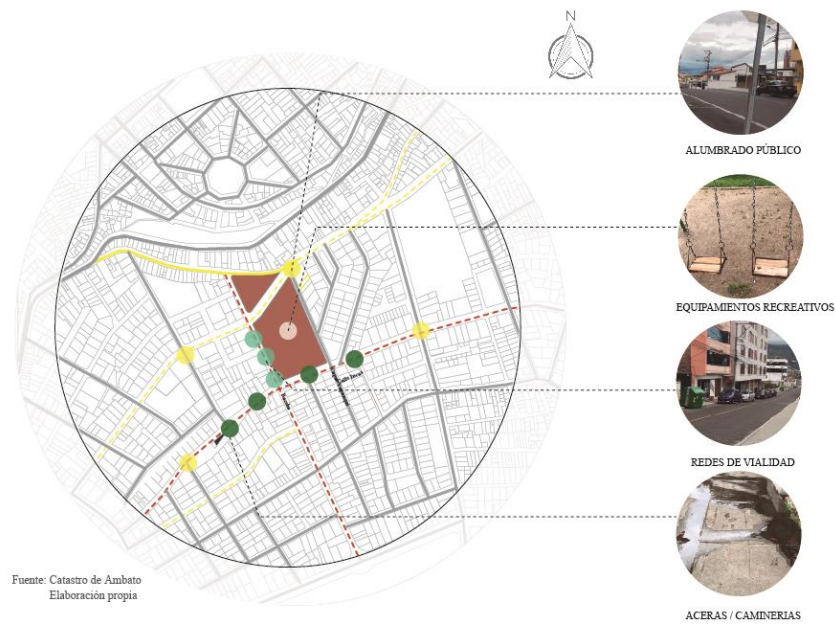 N
ALUMBRADO PÚBLICO
EQUIPAMIENTOS RECREATIVOS
REDES DE VIALIDAD
ACERAS / CAMINERIAS
Fuente: Catastro de Ambato
Elaboración propia